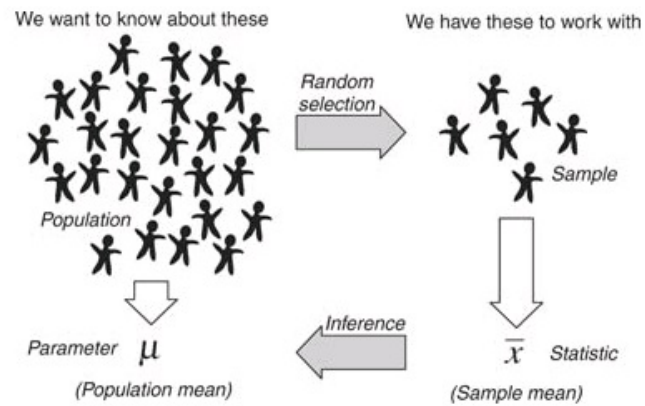 We want to know about these
We have these to work with
Random
selection
Sample
Population
Inference
Parameter μ
x̄ Statistic
(Population mean)
(Sample mean)